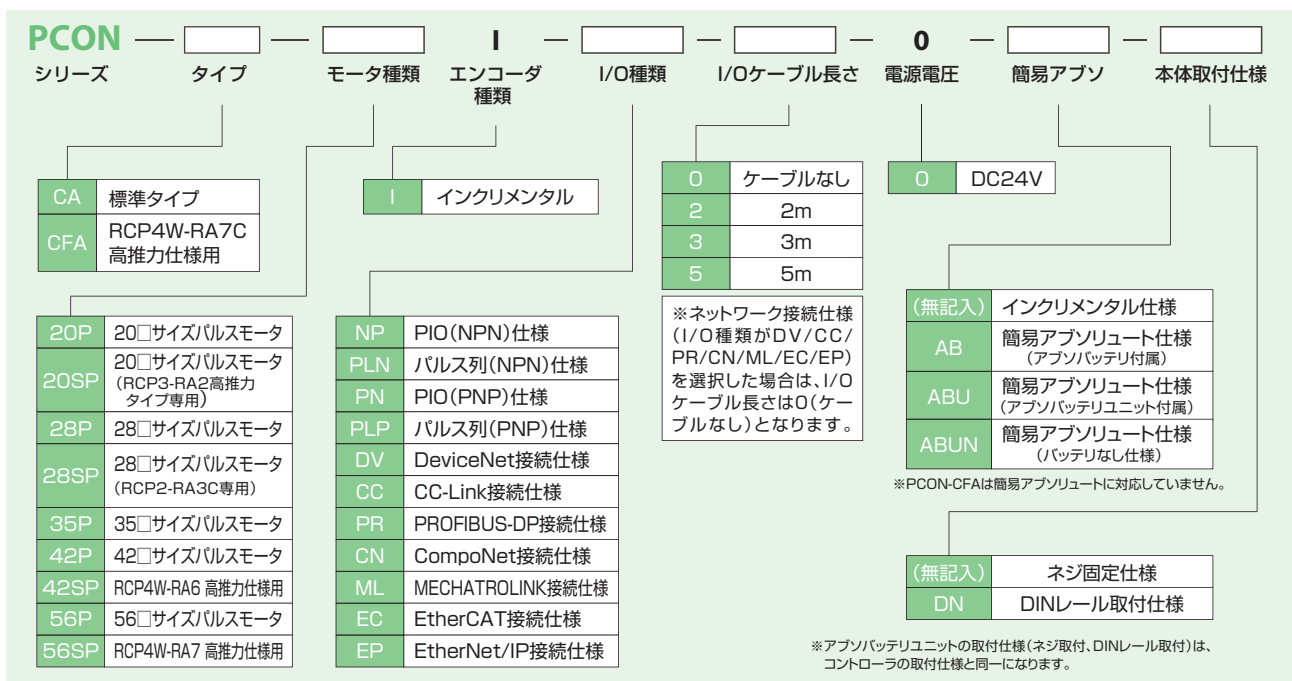 PCON — — I — — — 0 — —
シリーズ タイプ モータ種類 エンコーダ種類 I/O種類 I/Oケーブル長さ 電源電圧 簡易アブソ 本体取付仕様
CA 標準タイプ
CFA RCP4W-RA7C
高推力仕様用
20P 20□サイズパルスモータ
20SP 20□サイズパルスモータ
(RCP3-RA2高推力
タイプ専用)
28P 28□サイズパルスモータ
28SP 28□サイズパルスモータ
(RCP2-RA3C専用)
35P 35□サイズパルスモータ
42P 42□サイズパルスモータ
42SP RCP4W-RA6 高推力仕様用
56P 56□サイズパルスモータ
56SP RCP4W-RA7 高推力仕様用
I インクリメンタル
NP PIO(NPN)仕様
PLN パルス列(NPN)仕様
PN PIO(PNP)仕様
PLP パルス列(PNP)仕様
DV DeviceNet接続仕様
CC CC-Link接続仕様
PR PROFIBUS-DP接続仕様
CN CompoNet接続仕様
ML MECHATROLINK接続仕様
EC EtherCAT接続仕様
EP EtherNet/IP接続仕様
0 ケーブルなし
2 2m
3 3m
5 5m
※ネットワーク接続仕様
(I/O種類がDV/CC/
PR/CN/ML/EC/EP)
を選択した場合は、I/O
ケーブル長さは0(ケー
ブルなし)となります。
0 DC24V
(無記入) インクリメンタル仕様
AB 簡易アブソリュート仕様
(アブソバッテリ付属)
ABU 簡易アブソリュート仕様
(アブソバッテリユニット付属)
ABUN 簡易アブソリュート仕様
(バッテリなし仕様)
※PCON-CFAは簡易アブソリュートに対応していません。
(無記入) ネジ固定仕様
DN DINレール取付仕様
※アブソバッテリユニットの取付仕様(ネジ取付、DINレール取付)は、
コントローラの取付仕様と同一になります。